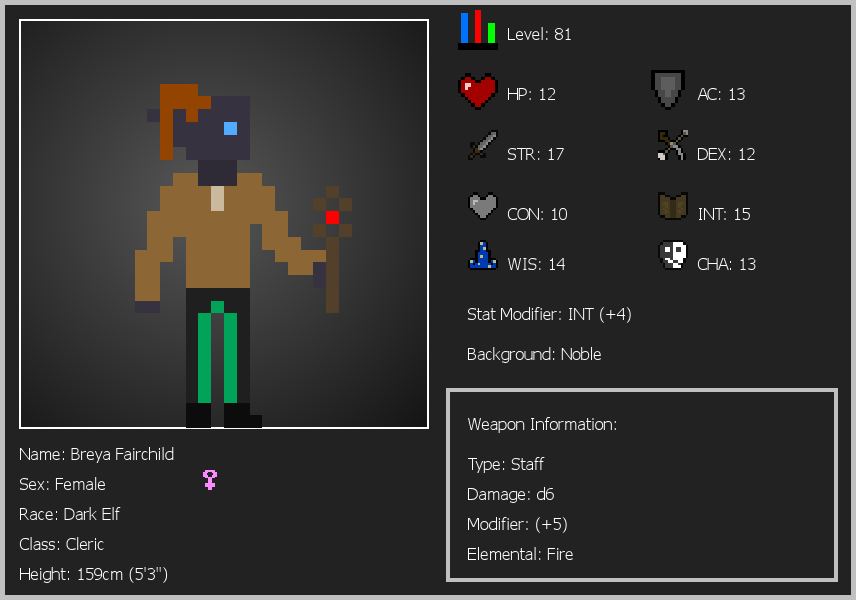 Level: 81
HP: 12
AC: 13
STR: 17
DEX: 12
CON: 10
INT: 15
WIS: 14
CHA: 13
Stat Modifier: INT (+4)
Background: Noble
Weapon Information:
Type: Staff
Damage: d6
Modifier: (+5)
Elemental: Fire
Name: Breya Fairchild
Sex: Female
Race: Dark Elf
Class: Cleric
Height: 159cm (5'3")